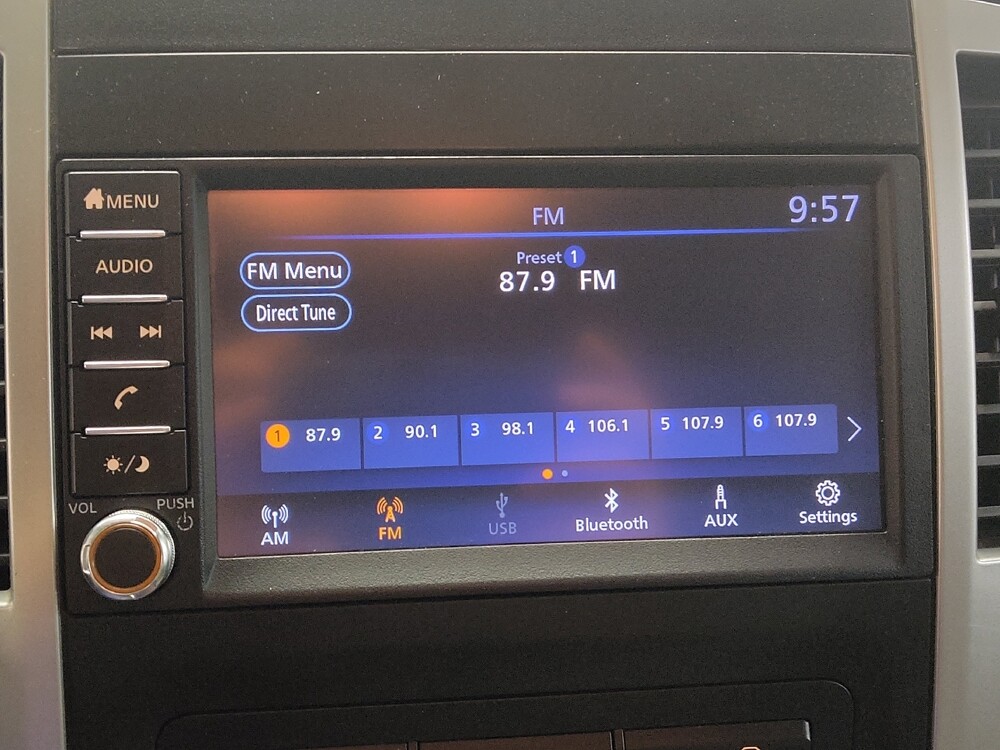 MENU
AUDIO
VOL
PUSH
FM
9:57
FM Menu
Direct Tune
Preset 1
87.9 FM
1 87.9 2 90.1 3 98.1 4 106.1 5 107.9 6 107.9
AM FM USB Bluetooth AUX Settings